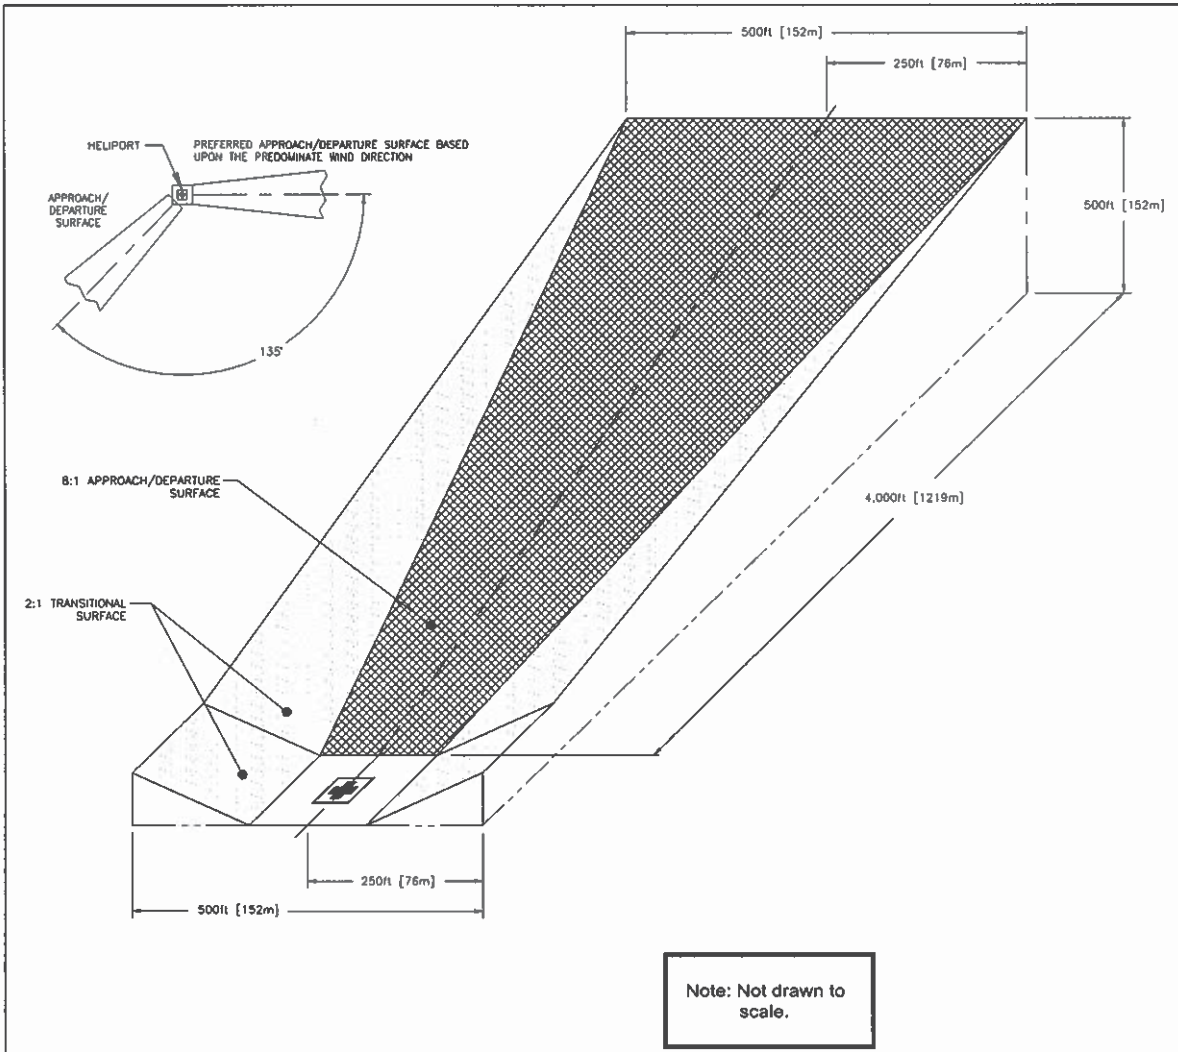 500ft [152m]
250ft [76m]
HELIPORT
PREFERRED APPROACH/DEPARTURE SURFACE BASED
UPON THE PREDOMINATE WIND DIRECTION
APPROACH/
DEPARTURE
SURFACE
500ft [152m]
135°
8:1 APPROACH/DEPARTURE
SURFACE
4,000ft [1219m]
2:1 TRANSITIONAL
SURFACE
250ft [76m]
500ft [152m]
Note: Not drawn to
scale.